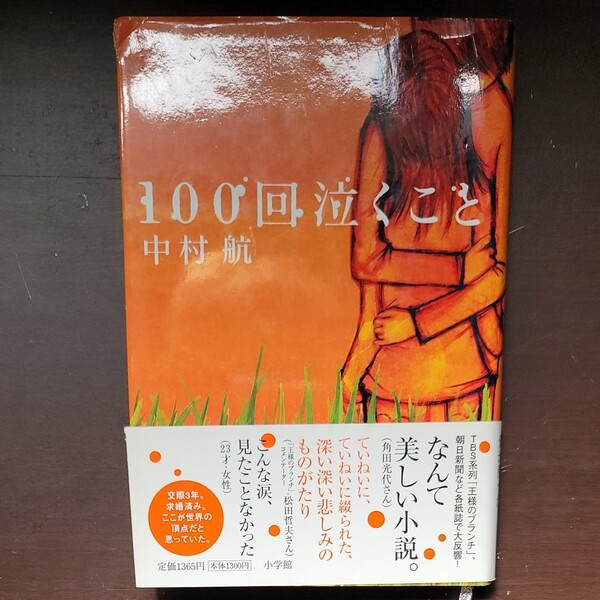 100回泣くこと
中村 航
TBS系列「王様のブランチ」、
朝日新聞など各紙誌で大反響!
なんて
美しい小説。
(角田光代さん)
ていねいに、
ていねいに綴られた、
深い深い悲しみの
ものがたり
(「王様のブランチ」
コメンテーター
松田哲夫さん)
こんな涙、
見たことなかった
(23才・女性)
交際3年。
求婚済み。
ここが世界の
頂点だと
思っていた。
定価1365円 本体1300円 小学館